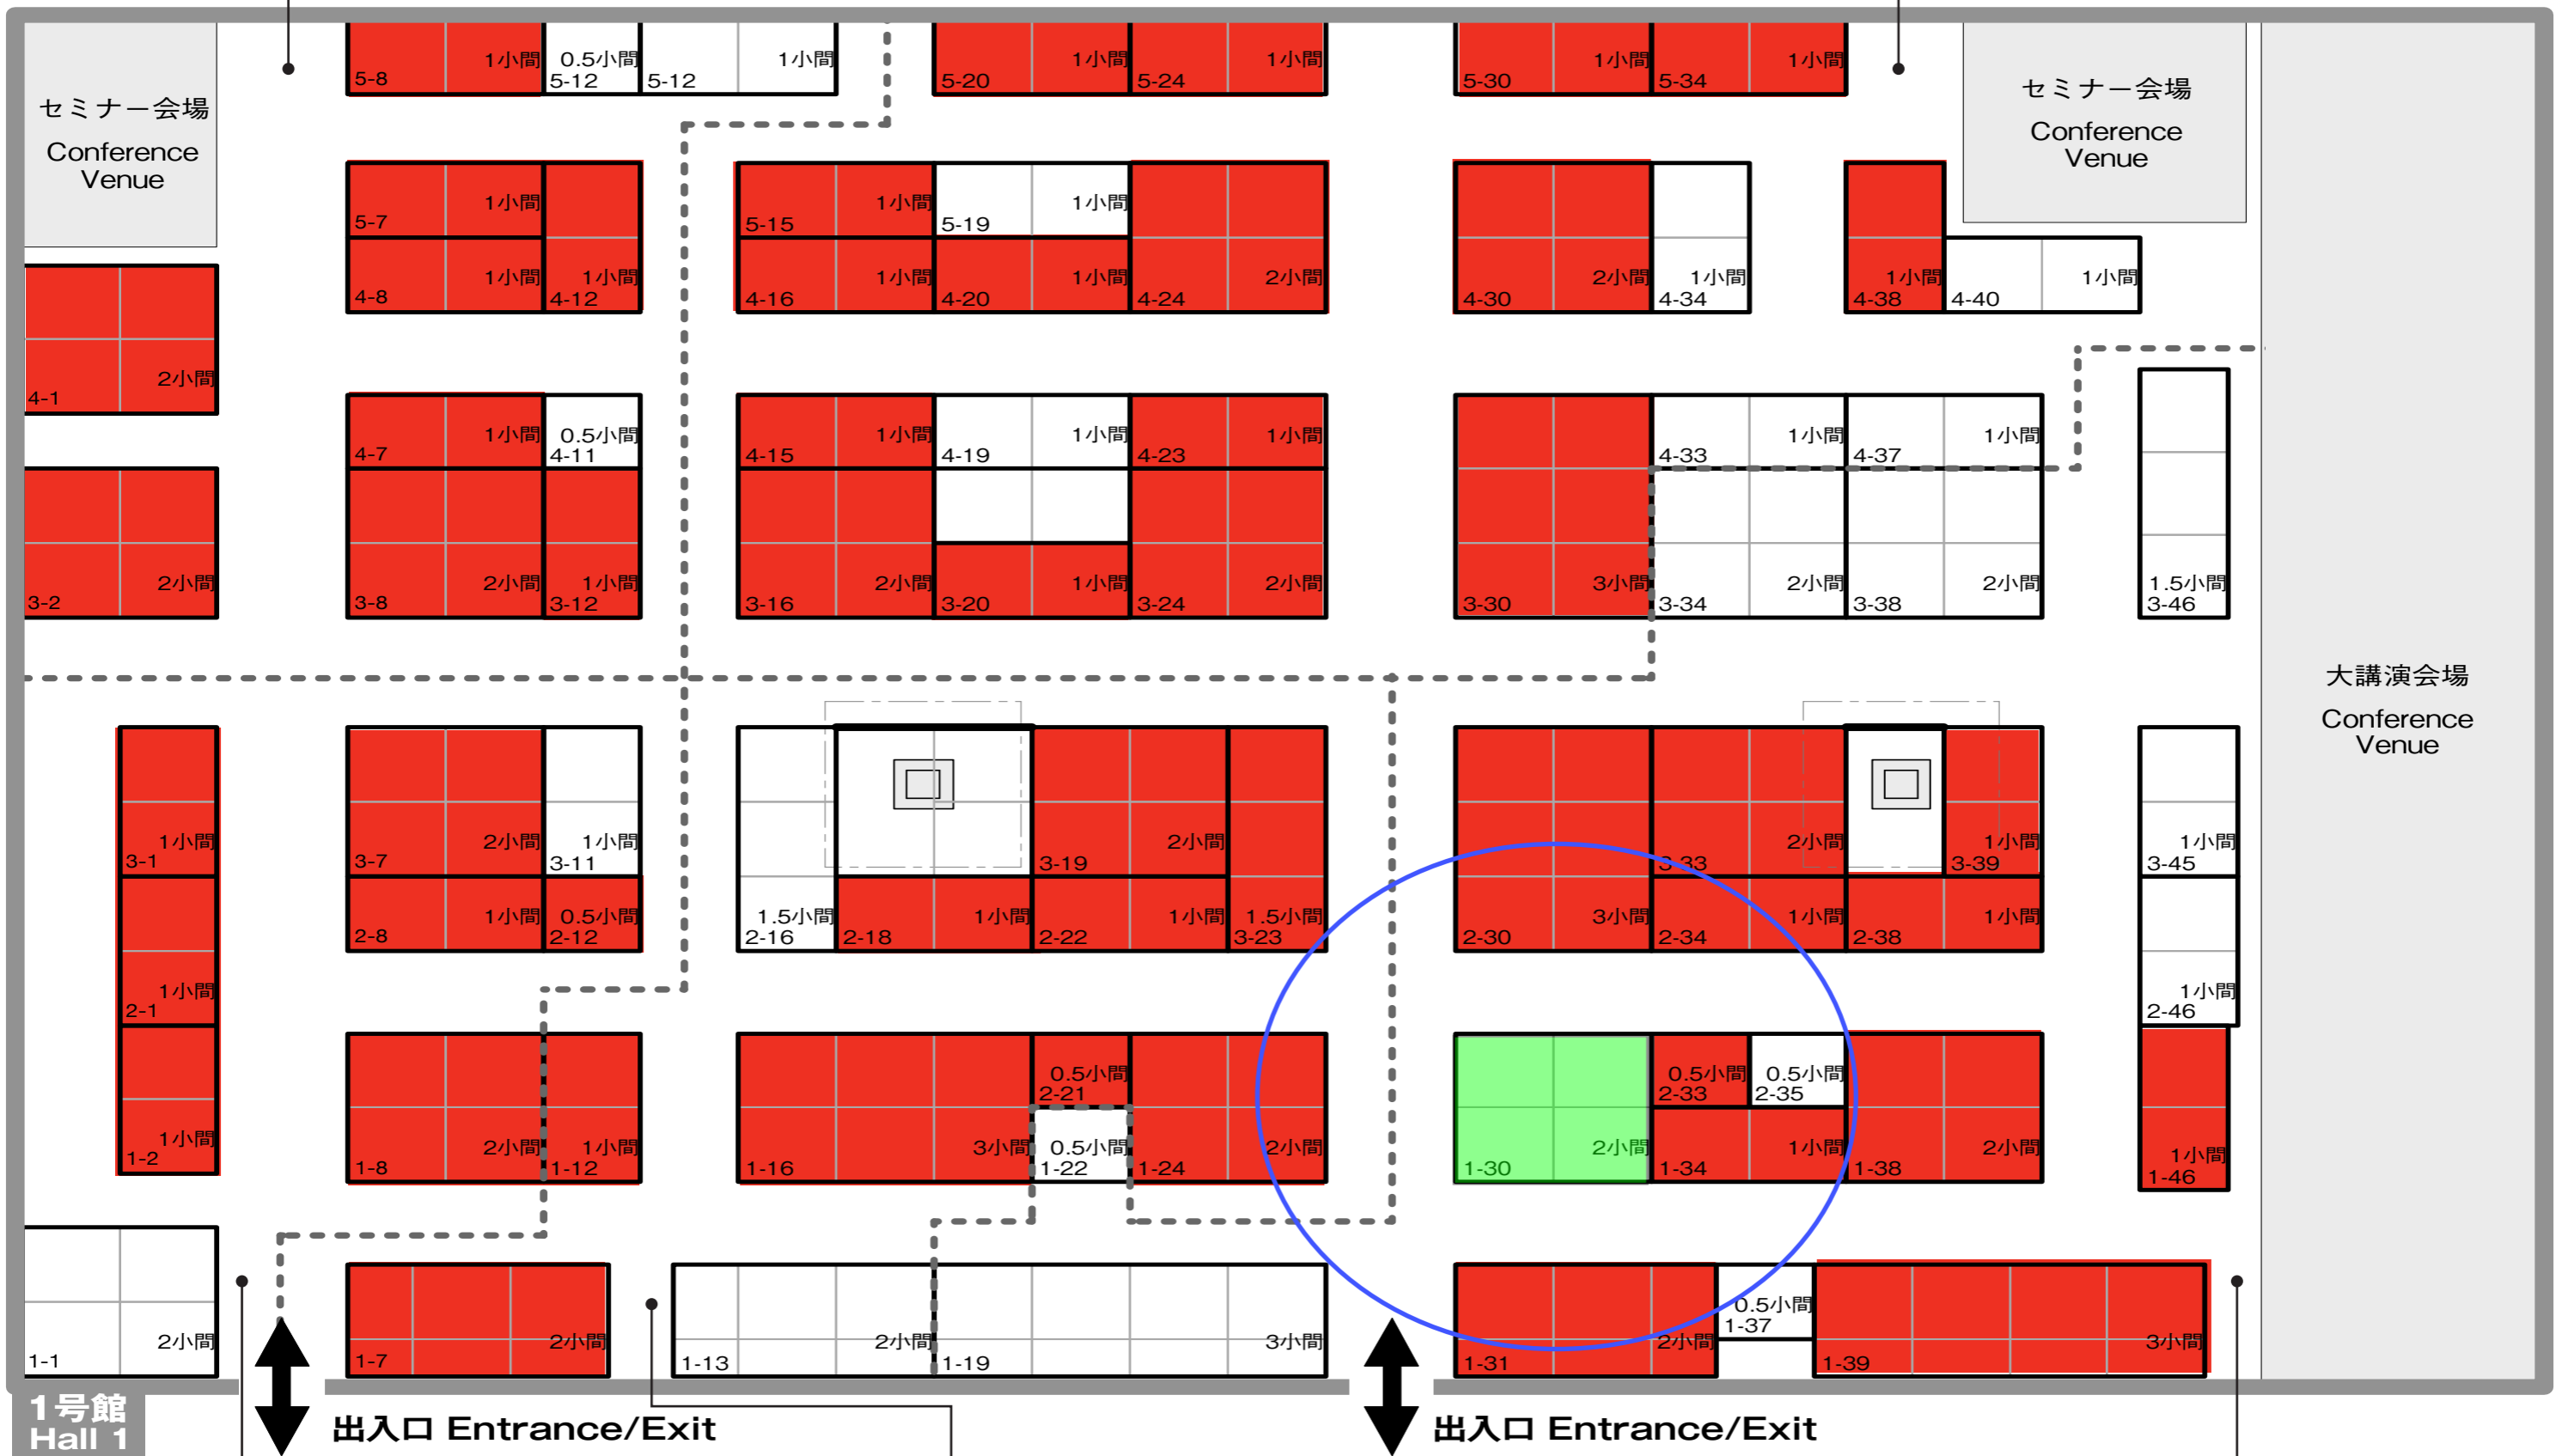 5-8
1小間
0.5小間
5-12
5-12
1小間
5-20
1小間
5-24
1小間
5-30
1小間
5-34
1小間
セミナー会場
Conference
Venue
セミナー会場
Conference
Venue
5-7
1小間
4-8
1小間
1小間
4-12
5-15
1小間
5-19
1小間
4-16
1小間
4-20
1小間
4-24
2小間
4-30
2小間
1小間
4-34
1小間
4-38
4-40
1小間
4-1
2小間
4-7
1小間
0.5小間
4-11
4-15
1小間
4-19
1小間
4-23
1小間
4-33
1小間
4-37
1小間
3-2
2小間
3-8
2小間
1小間
3-12
3-16
2小間
3-20
1小間
3-24
2小間
3-30
3小間
3-34
2小間
3-38
2小間
1.5小間
3-46
大講演会場
Conference
Venue
1小間
3-1
3-7
2小間
1小間
3-11
3-19
2小間
3-33
2小間
1小間
3-39
1小間
3-45
2-8
1小間
0.5小間
2-12
1.5小間
2-16
2-18
1小間
2-22
1小間
1.5小間
3-23
2-30
3小間
2-34
1小間
2-38
1小間
1小間
2-1
1小間
2-46
0.5小間
2-21
0.5小間
2-33
0.5小間
2-35
1小間
1-2
1-8
2小間
1小間
1-12
1-16
3小間
0.5小間
1-22
1-24
2小間
1-30
2小間
1-34
1小間
1-38
2小間
1小間
1-46
1-1
2小間
1-7
2小間
1-13
2小間
1-19
3小間
1-31
2小間
0.5小間
1-37
1-39
3小間
1号館
Hall 1
出入口 Entrance/Exit
出入口 Entrance/Exit